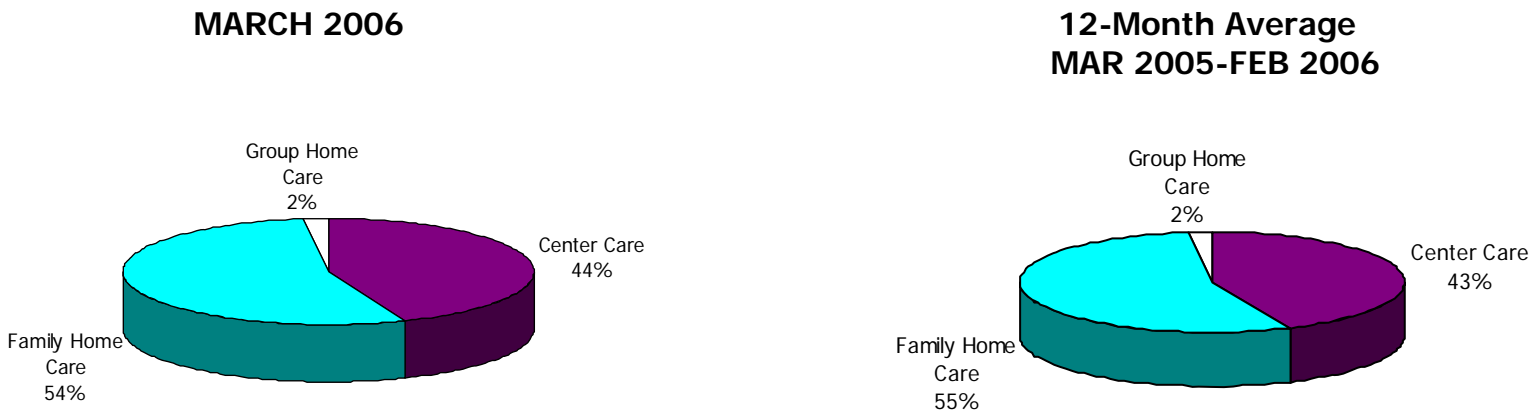 MARCH 2006
Group Home
Care
2%
Center Care
44%
Family Home
Care
54%
12-Month Average
MAR 2005-FEB 2006
Group Home
Care
2%
Center Care
43%
Family Home
Care
55%